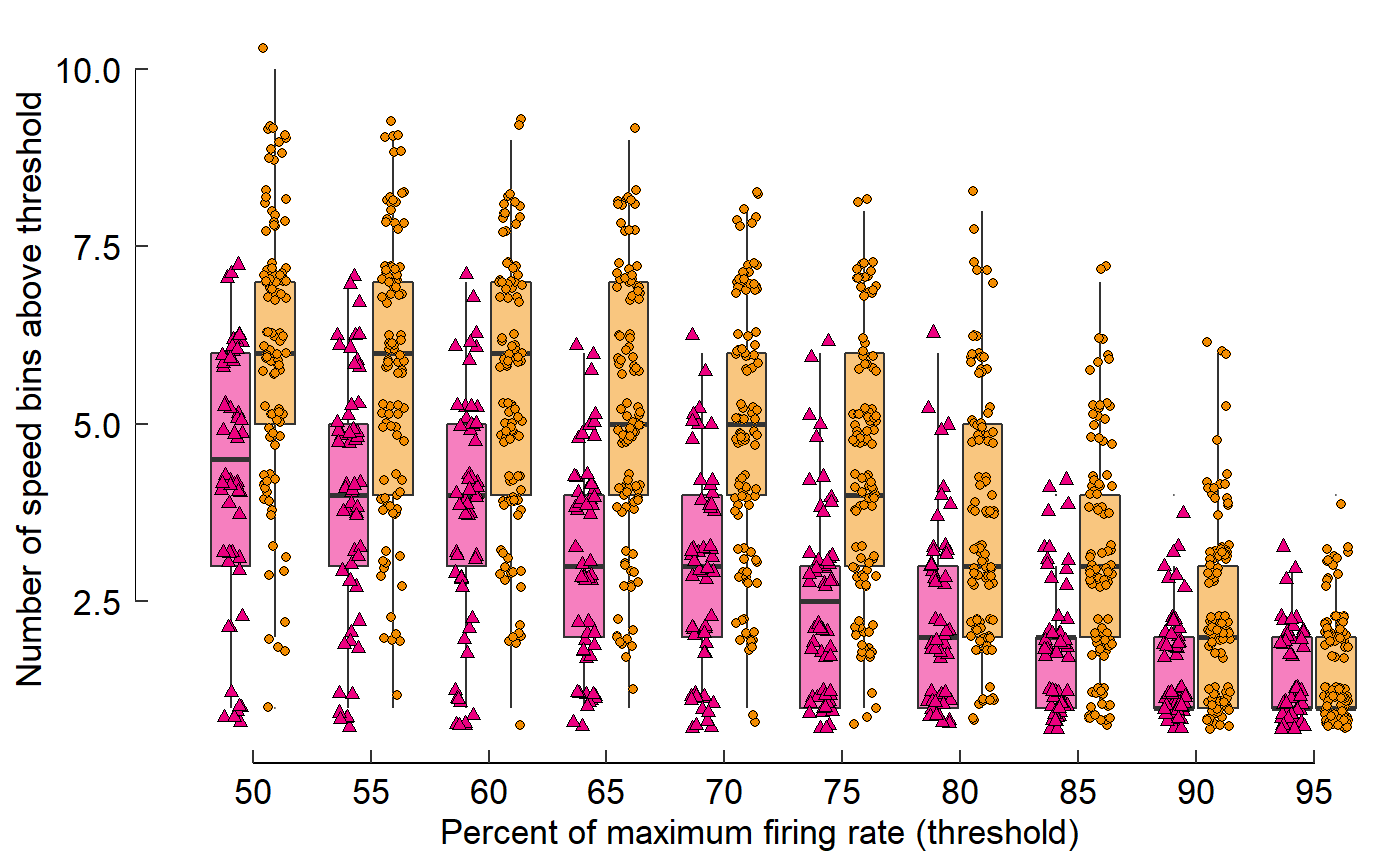 Number of speed bins above threshold
10.0
7.5
5.0
2.5
50 55 60 65 70 75 80 85 90 95
Percent of maximum firing rate (threshold)